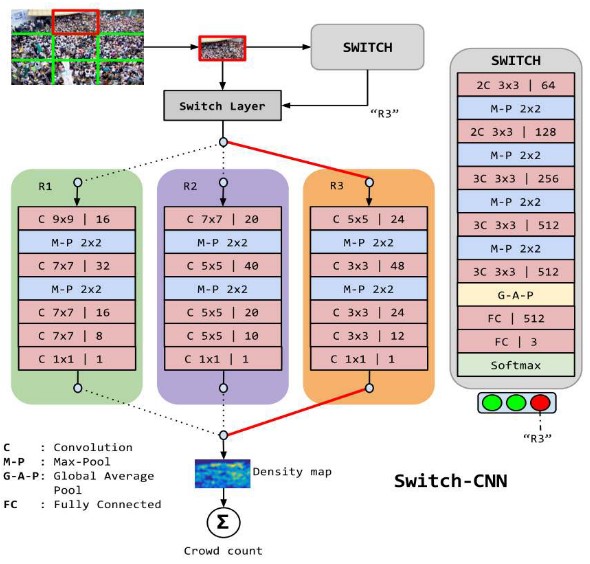 SWITCH
Switch Layer
“R3”
R1
C 9x9 | 16
M-P 2x2
C 7x7 | 32
M-P 2x2
C 7x7 | 16
C 7x7 | 8
C 1x1 | 1
R2
C 7x7 | 20
M-P 2x2
C 5x5 | 40
M-P 2x2
C 5x5 | 20
C 5x5 | 10
C 1x1 | 1
R3
C 5x5 | 24
M-P 2x2
C 3x3 | 48
M-P 2x2
C 3x3 | 24
C 3x3 | 12
C 1x1 | 1
SWITCH
2C 3x3 | 64
M-P 2x2
2C 3x3 | 128
M-P 2x2
3C 3x3 | 256
M-P 2x2
3C 3x3 | 512
M-P 2x2
3C 3x3 | 512
G-A-P
FC | 512
FC | 3
Softmax
“R3”
C : Convolution
M-P : Max-Pool
G-A-P: Global Average
Pool
FC : Fully Connected
Density map
Σ
Crowd count
Switch-CNN